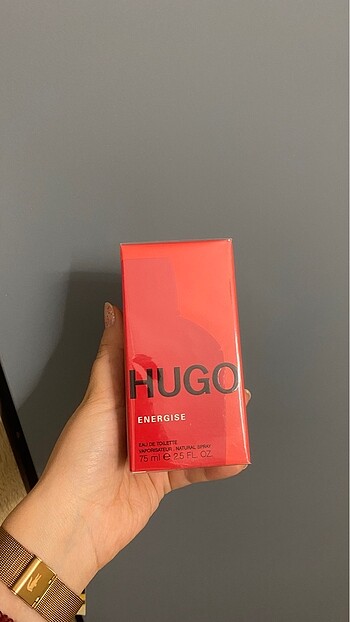 HUGO
ENERGISE
EAU DE TOILETTE
VAPORISATEUR . NATURAL SPRAY
75 ml ℮ 2.5 FL. OZ.